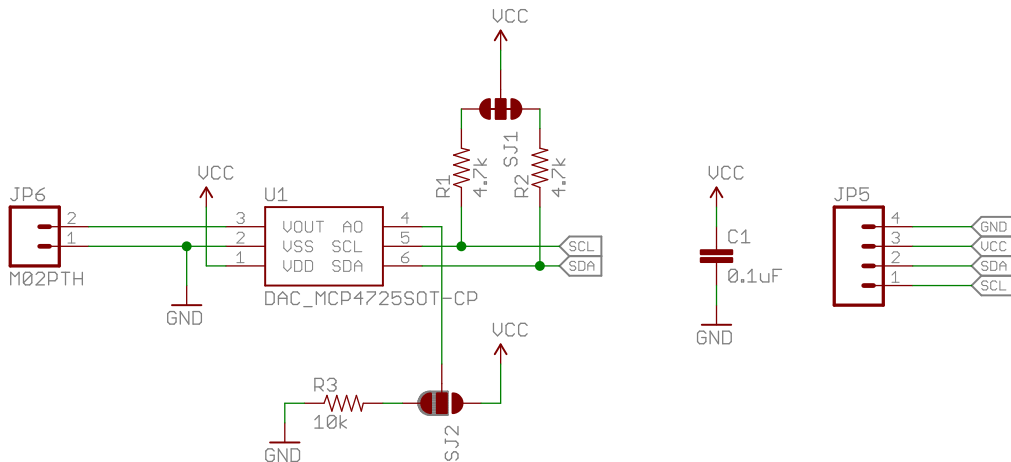 VCC
SJ1
R1
4.7k
R2
4.7k
VCC
JP6
2
1
M02PTH
U1
3 VOUT A0 4
2 VSS SCL 5
1 VDD SDA 6
DAC_MCP4725SOT-CP
SCL
SDA
GND
VCC
C1
0.1uF
GND
JP5
4 GND
3 VCC
2 SDA
1 SCL
VCC
R3
10k
SJ2
GND